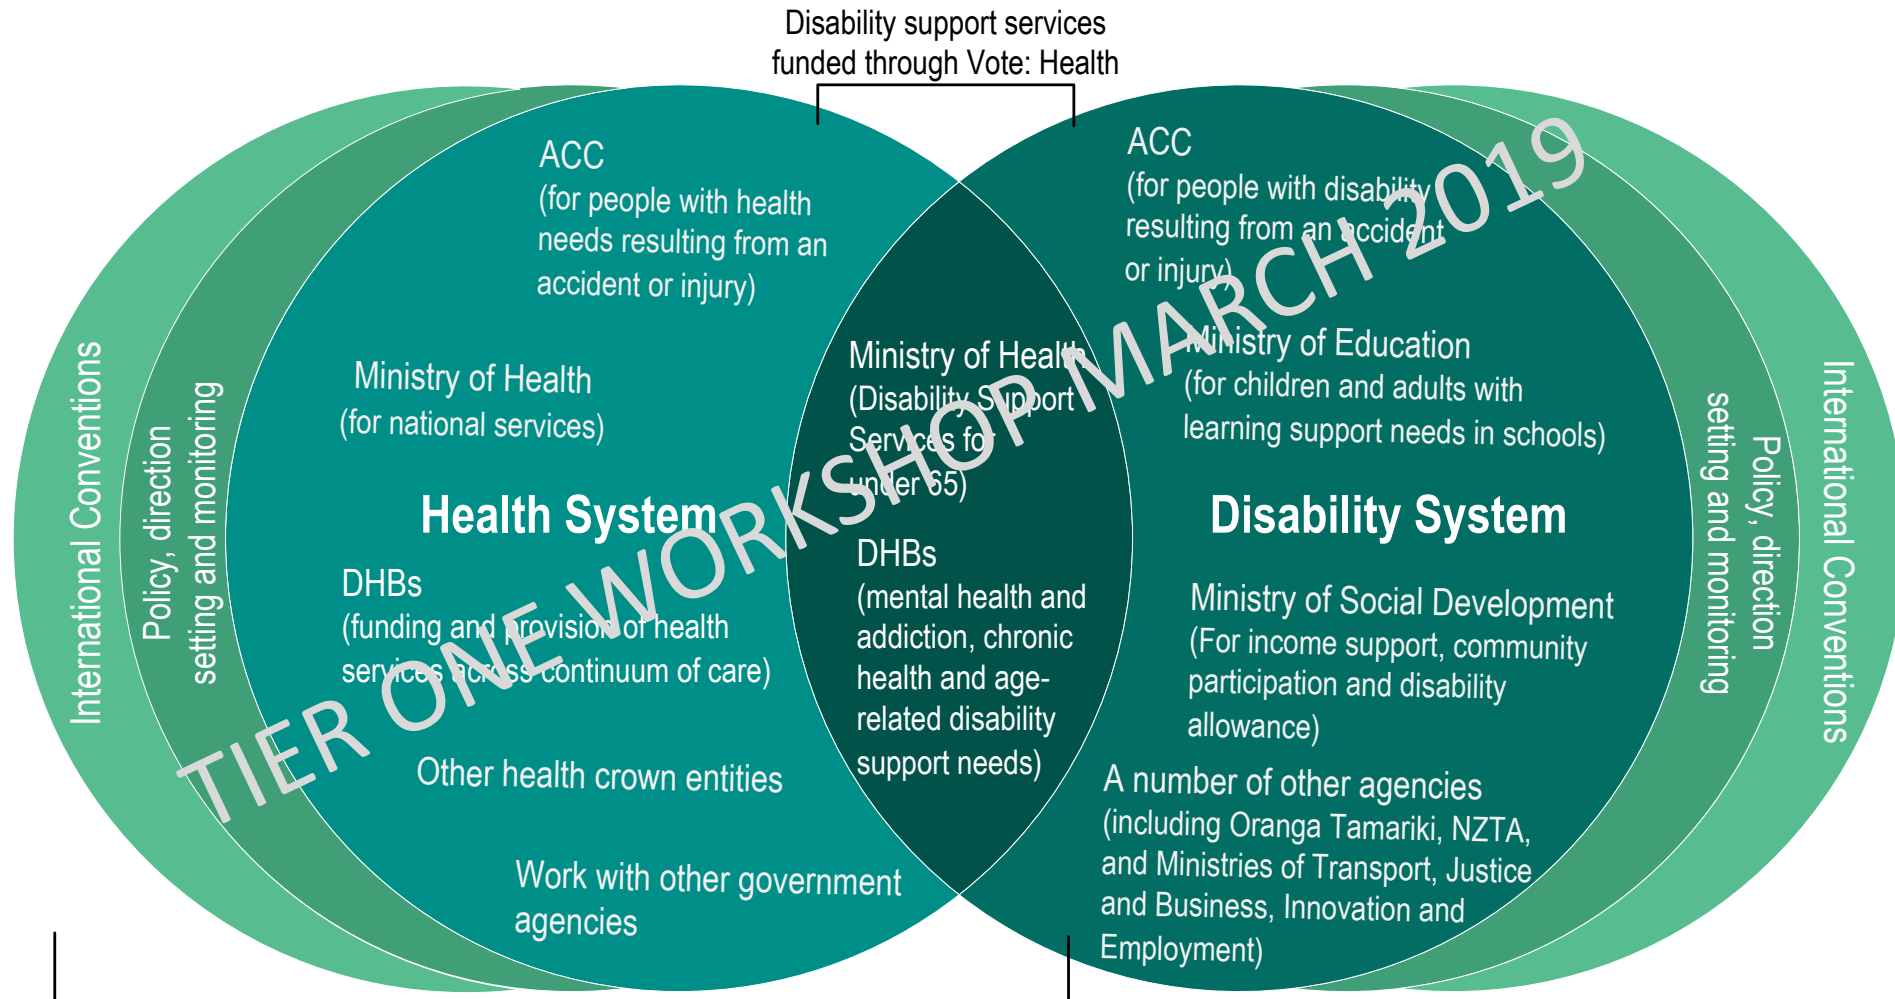 Disability support services
funded through Vote: Health
International Conventions
Policy, direction
setting and monitoring
ACC
(for people with health
needs resulting from an
accident or injury)
Ministry of Health
(for national services)
Health System
DHBs
(funding and provision of health
services across continuum of care)
Other health crown entities
Work with other government
agencies
Ministry of Health
(Disability Support
Services for
under 65)
DHBs
(mental health and
addiction, chronic
health and age-
related disability
support needs)
ACC
(for people with disability
resulting from an accident
or injury)
Ministry of Education
(for children and adults with
learning support needs in schools)
Disability System
Ministry of Social Development
(For income support, community
participation and disability
allowance)
A number of other agencies
(including Oranga Tamariki, NZTA,
and Ministries of Transport, Justice
and Business, Innovation and
Employment)
Policy, direction
setting and monitoring
International Conventions
TIER ONE WORKSHOP MARCH 2019